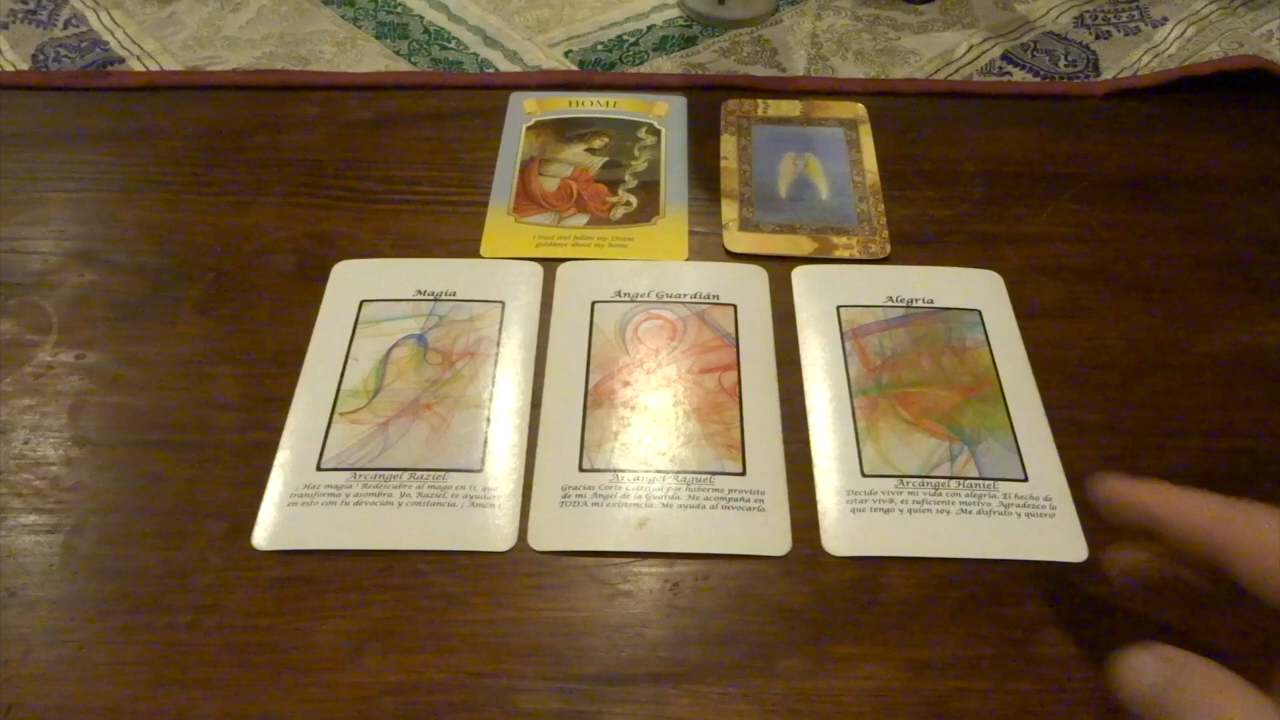 HOME
I trust and follow my Divine
guidance about my home
Magia
Arcángel Raziel:
¡Haz magia! Redescubre al mago en ti, que
transforma y asombra. Yo, Raziel, te ayudaré
en esto con tu devoción y constancia. ¡Amén!
Ángel Guardián
Arcángel Raguel:
Gracias Corte Celestial por haberme provisto
de mi Ángel de la Guarda. Me acompaña en
TODA mi existencia. Me ayuda al invocarlo.
Alegría
Arcángel Haniel:
Decido vivir mi vida con alegría. El hecho de
estar viv@, es suficiente motivo. Agradezco lo
que tengo y quien soy. ¡Me disfruto y quiero!